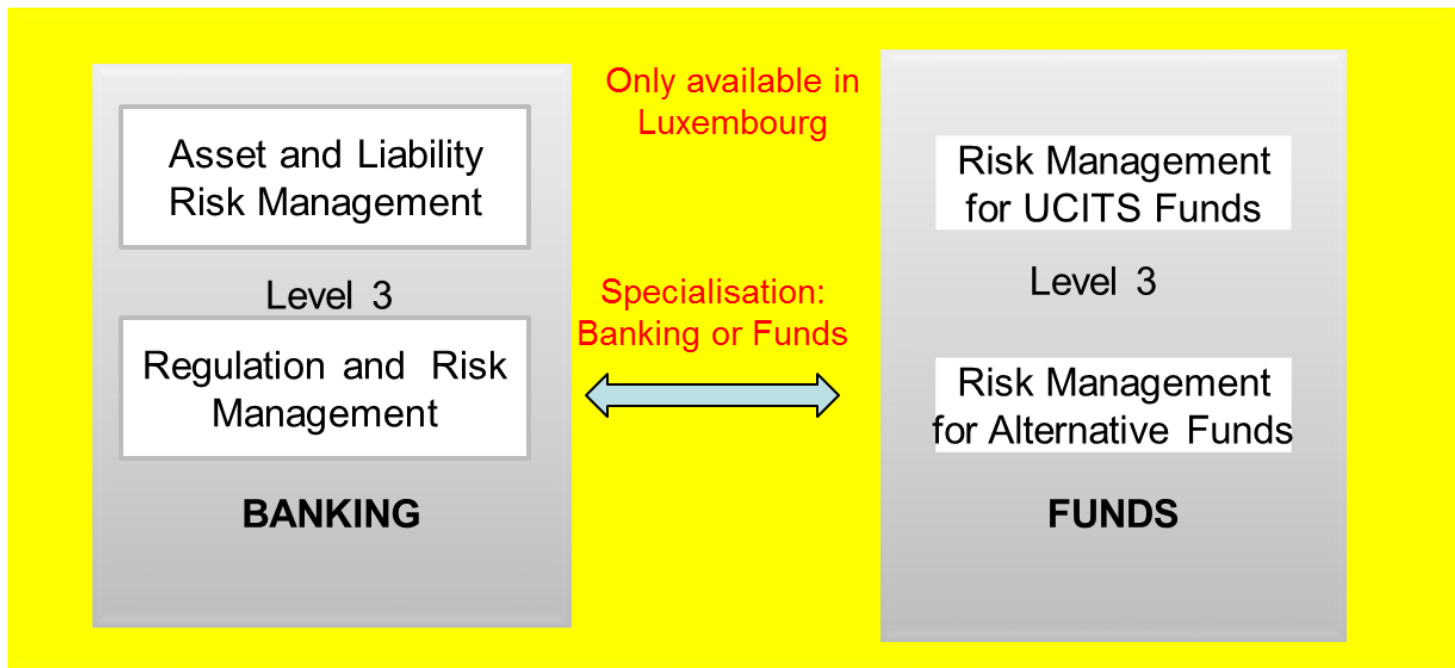 Asset and Liability
Risk Management
Level 3
Regulation and Risk
Management
BANKING
Only available in
Luxembourg
Specialisation:
Banking or Funds
Risk Management
for UCITS Funds
Level 3
Risk Management
for Alternative Funds
FUNDS